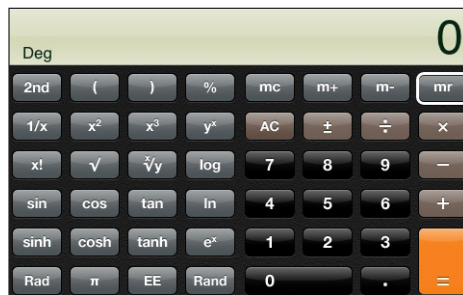 0
Deg
2nd ( ) % mc m+ m- mr
1/x x² x³ yˣ AC ± ÷ ×
x! √ ˣ√y log 7 8 9 −
sin cos tan ln 4 5 6 +
sinh cosh tanh eˣ 1 2 3
Rad π EE Rand 0 . =